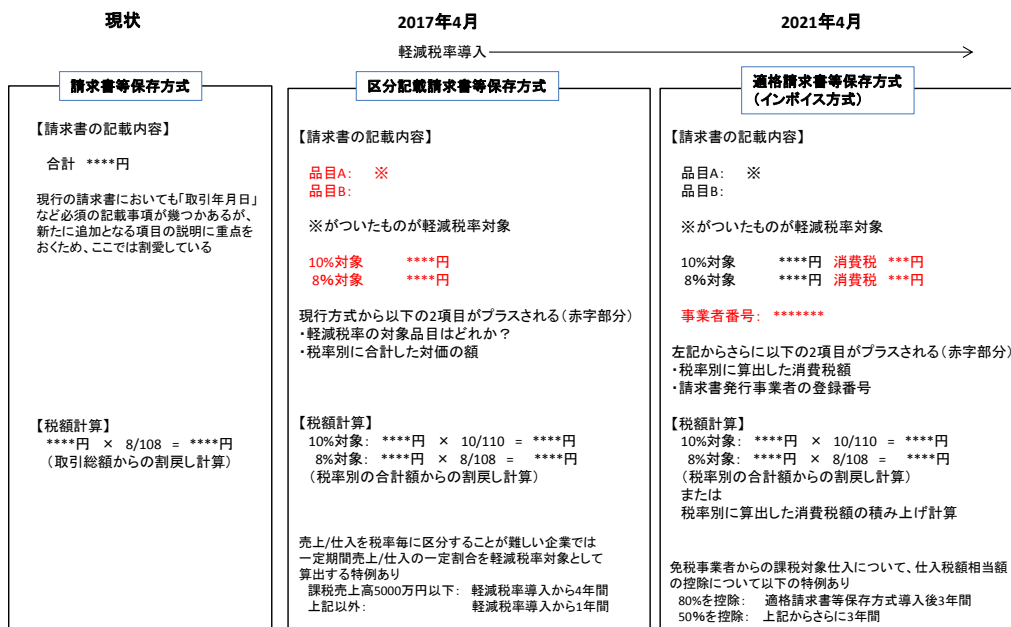 現状
2017年4月
2021年4月
軽減税率導入
請求書等保存方式
【請求書の記載内容】
合計 ****円
現行の請求書においても「取引年月日」
など必須の記載事項が幾つかあるが、
新たに追加となる項目の説明に重点を
おくため、ここでは割愛している
【税額計算】
****円 × 8/108 = ****円
(取引総額からの割戻し計算)
区分記載請求書等保存方式
【請求書の記載内容】
品目A: ※
品目B:
※がついたものが軽減税率対象
10%対象 ****円
8%対象 ****円
現行方式から以下の2項目がプラスされる(赤字部分)
・軽減税率の対象品目はどれか?
・税率別に合計した対価の額
【税額計算】
10%対象: ****円 × 10/110 = ****円
8%対象: ****円 × 8/108 = ****円
(税率別の合計額からの割戻し計算)
売上/仕入を税率毎に区分することが難しい企業では
一定期間売上/仕入の一定割合を軽減税率対象として
算出する特例あり
課税売上高5000万円以下: 軽減税率導入から4年間
上記以外: 軽減税率導入から1年間
適格請求書等保存方式
(インボイス方式)
【請求書の記載内容】
品目A: ※
品目B:
※がついたものが軽減税率対象
10%対象 ****円 消費税 ***円
8%対象 ****円 消費税 ***円
事業者番号: *******
左記からさらに以下の2項目がプラスされる(赤字部分)
・税率別に算出した消費税額
・請求書発行事業者の登録番号
【税額計算】
10%対象: ****円 × 10/110 = ****円
8%対象: ****円 × 8/108 = ****円
(税率別の合計額からの割戻し計算)
または
税率別に算出した消費税額の積み上げ計算
免税事業者からの課税対象仕入について、仕入税額相当額
の控除について以下の特例あり
80%を控除: 適格請求書等保存方式導入後3年間
50%を控除: 上記からさらに3年間